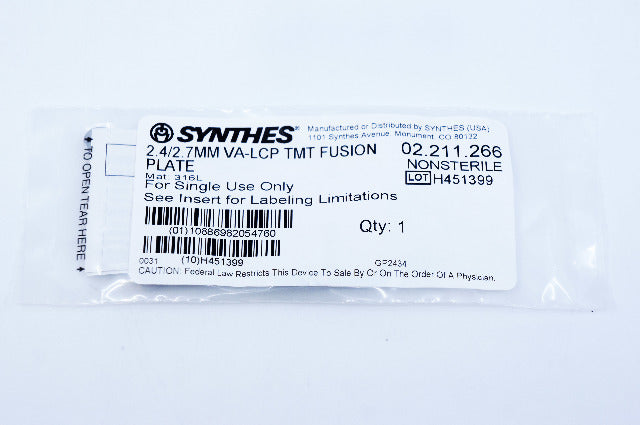 SYNTHES®
Manufactured or Distributed by SYNTHES (USA)
1101 Synthes Avenue, Monument, CO 80132
2.4/2.7MM VA-LCP TMT FUSION
PLATE
02.211.266
NONSTERILE
LOT H451399
Mat: 316L
For Single Use Only
See Insert for Labeling Limitations
(01)10886982054760
Qty: 1
(10)H451399
0031
GP2434
CAUTION: Federal Law Restricts This Device To Sale By Or On The Order Of A Physician.
TO OPEN TEAR HERE